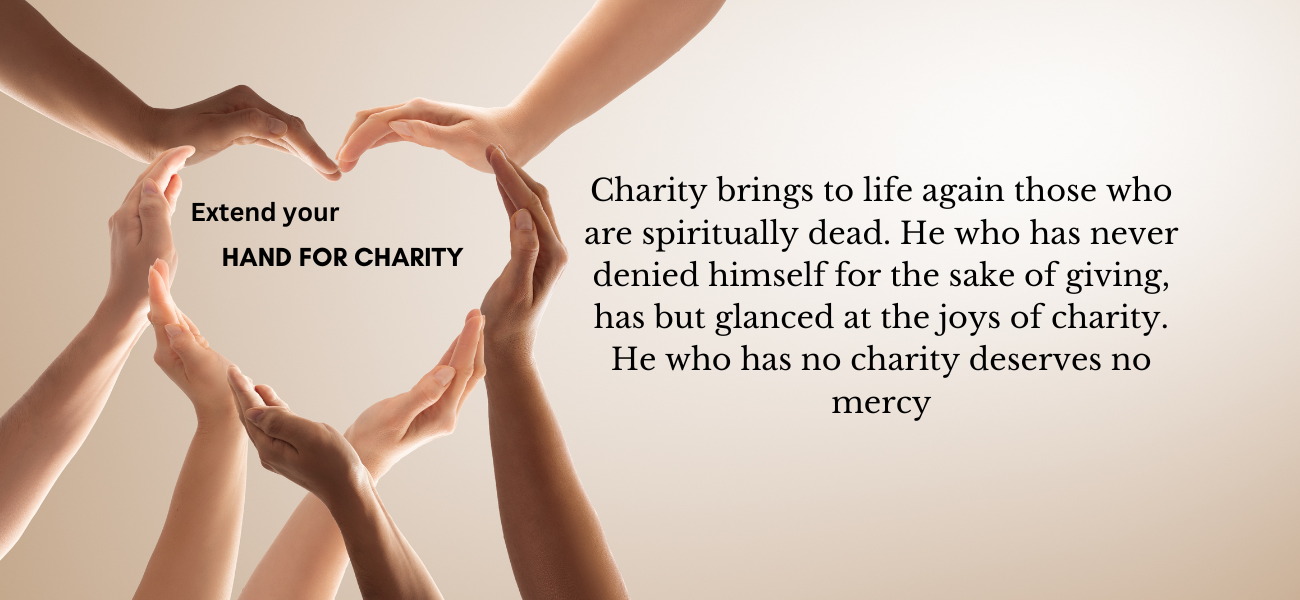 Extend your
HAND FOR CHARITY
Charity brings to life again those who
are spiritually dead. He who has never
denied himself for the sake of giving,
has but glanced at the joys of charity.
He who has no charity deserves no
mercy